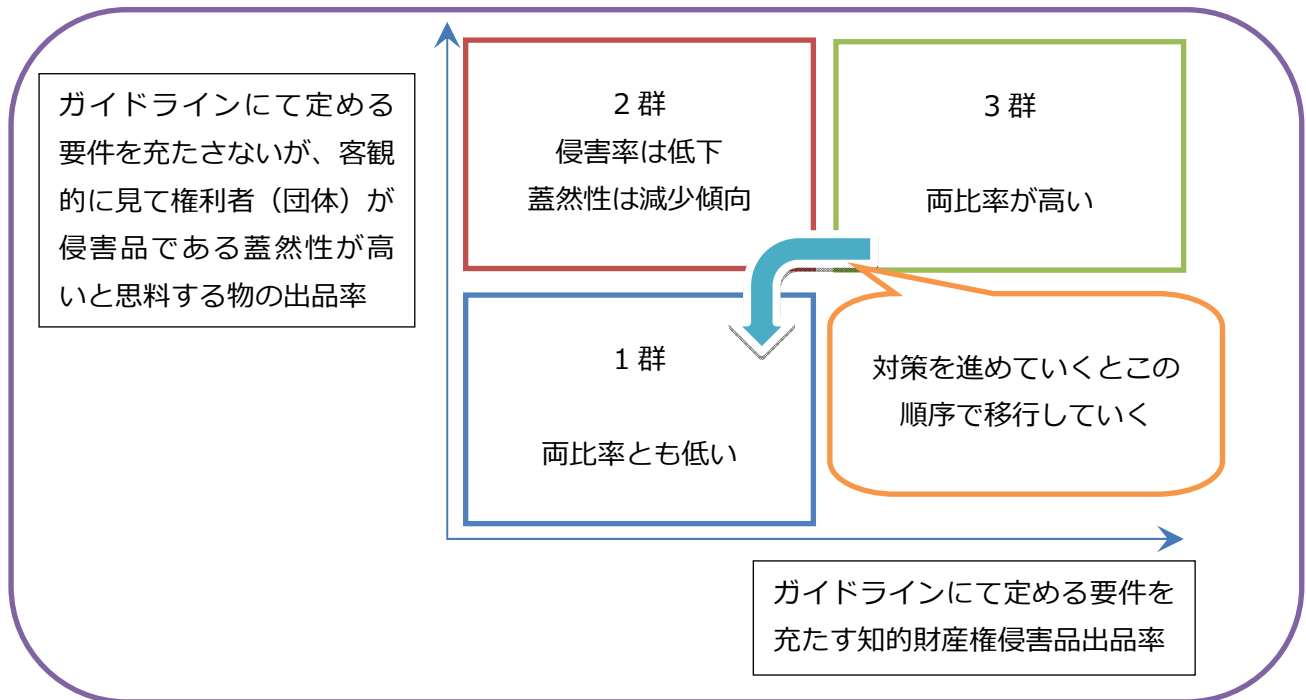 ガイドラインにて定める
要件を充たさないが、客観
的に見て権利者（団体）が
侵害品である蓋然性が高
いと思料する物の出品率
２群
侵害率は低下
蓋然性は減少傾向
３群
両比率が高い
１群
両比率とも低い
対策を進めていくとこの
順序で移行していく
ガイドラインにて定める要件を
充たす知的財産権侵害品出品率